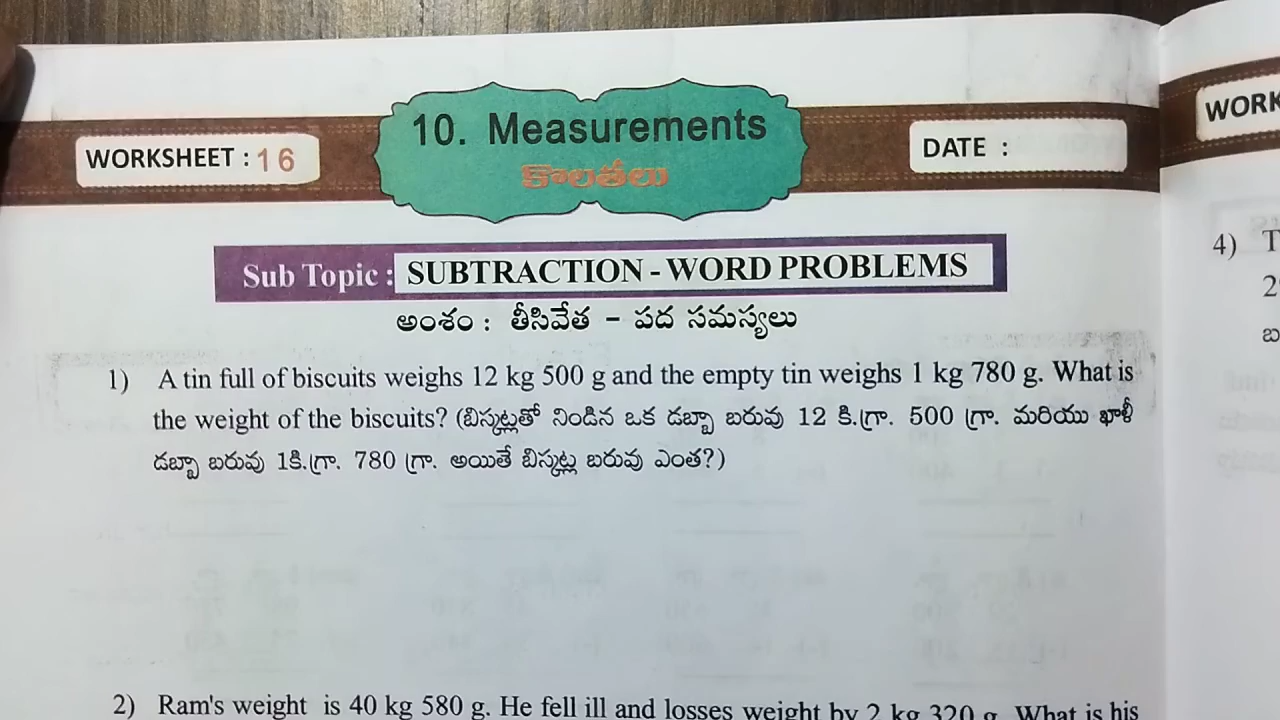 WORKSHEET : 16
10. Measurements
కొలతలు
DATE :
WORK
Sub Topic : SUBTRACTION - WORD PROBLEMS
అంశం : తీసివేత - పద సమస్యలు
1) A tin full of biscuits weighs 12 kg 500 g and the empty tin weighs 1 kg 780 g. What is
the weight of the biscuits? (బిస్కట్లతో నిండిన ఒక డబ్బా బరువు 12 కి.గ్రా. 500 గ్రా. మరియు ఖాళీ
డబ్బా బరువు 1కి.గ్రా. 780 గ్రా. అయితే బిస్కట్ల బరువు ఎంత?)
2) Ram's weight is 40 kg 580 g. He fell ill and losses weight by 2 kg 320 g. What is his
4) T
2
బ